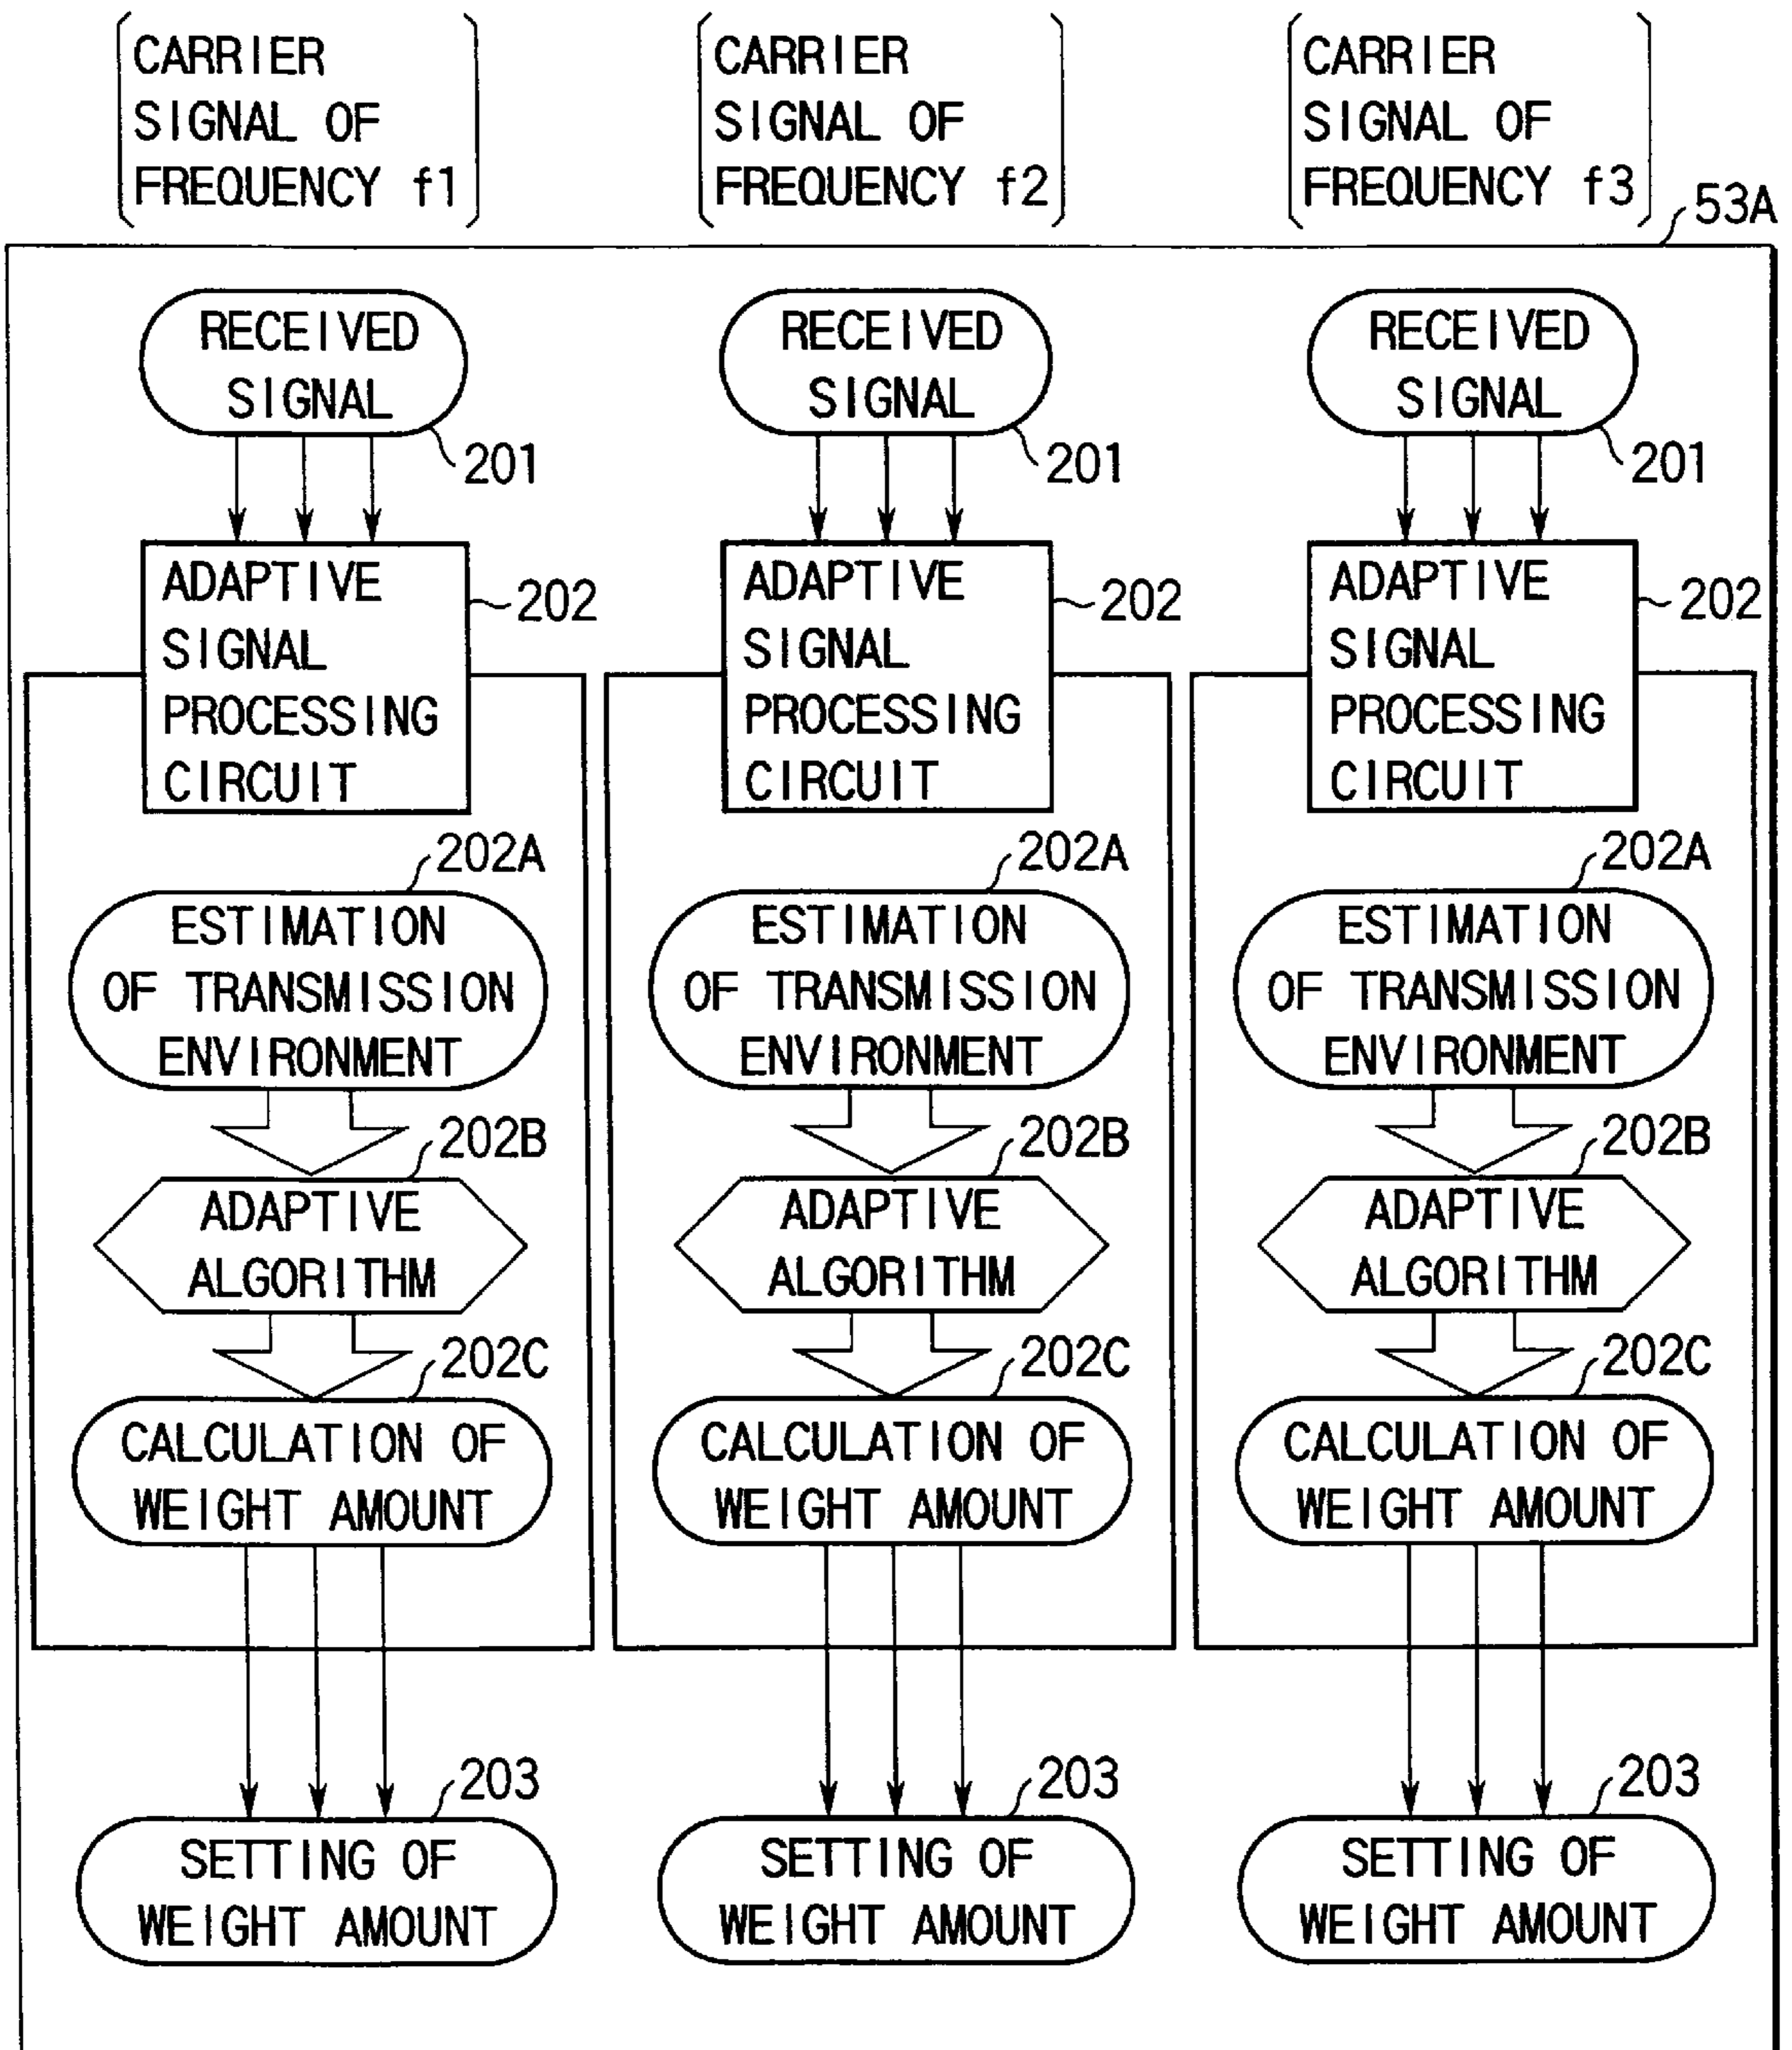 CARRIER
SIGNAL OF
FREQUENCY f1
CARRIER
SIGNAL OF
FREQUENCY f2
CARRIER
SIGNAL OF
FREQUENCY f3
53A
RECEIVED
SIGNAL
201
ADAPTIVE
SIGNAL
PROCESSING
CIRCUIT
202
202A
ESTIMATION
OF TRANSMISSION
ENVIRONMENT
202B
ADAPTIVE
ALGORITHM
202C
CALCULATION OF
WEIGHT AMOUNT
203
SETTING OF
WEIGHT AMOUNT
RECEIVED
SIGNAL
201
ADAPTIVE
SIGNAL
PROCESSING
CIRCUIT
202
202A
ESTIMATION
OF TRANSMISSION
ENVIRONMENT
202B
ADAPTIVE
ALGORITHM
202C
CALCULATION OF
WEIGHT AMOUNT
203
SETTING OF
WEIGHT AMOUNT
RECEIVED
SIGNAL
201
ADAPTIVE
SIGNAL
PROCESSING
CIRCUIT
202
202A
ESTIMATION
OF TRANSMISSION
ENVIRONMENT
202B
ADAPTIVE
ALGORITHM
202C
CALCULATION OF
WEIGHT AMOUNT
203
SETTING OF
WEIGHT AMOUNT